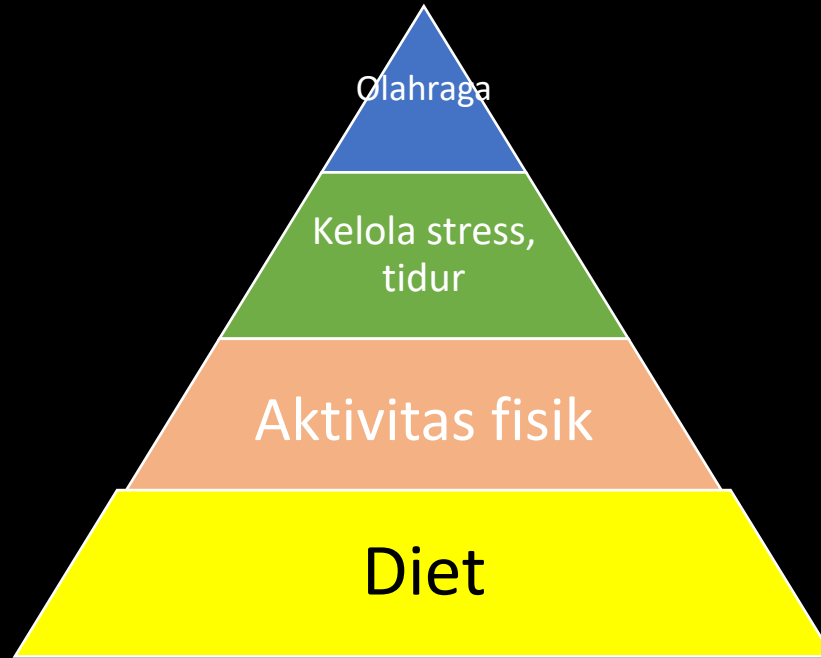 Olahraga
Kelola stress,
tidur
Aktivitas fisik
Diet